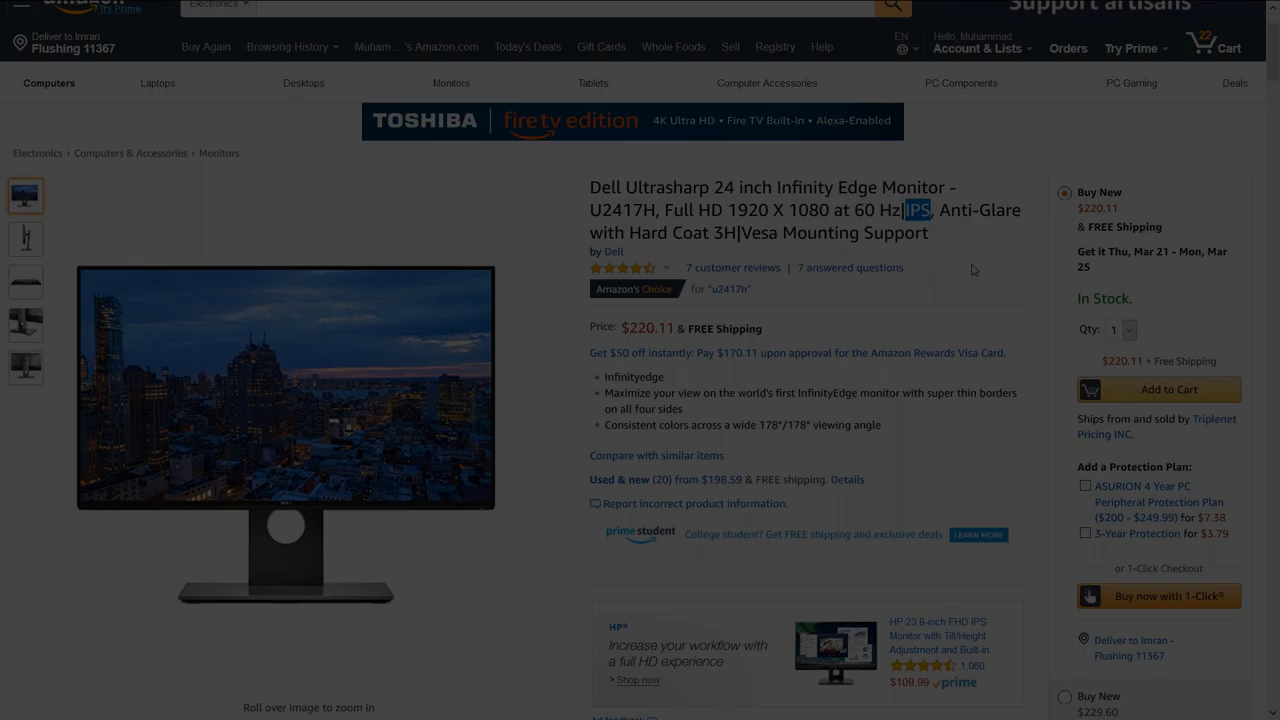 Electronics
Try Prime
Support artisans
Deliver to Imran
Flushing 11367
Buy Again
Browsing History
Muham... 's Amazon.com
Today's Deals
Gift Cards
Whole Foods
Sell
Registry
Help
EN
Hello, Muhammad
Account & Lists
Orders
Try Prime
22
Cart
Computers
Laptops
Desktops
Monitors
Tablets
Computer Accessories
PC Components
PC Gaming
Deals
TOSHIBA | fire tv edition 4K Ultra HD • Fire TV Built-in • Alexa-Enabled
Electronics › Computers & Accessories › Monitors
Dell Ultrasharp 24 inch Infinity Edge Monitor -
U2417H, Full HD 1920 X 1080 at 60 Hz|IPS, Anti-Glare
with Hard Coat 3H|Vesa Mounting Support
by Dell
7 customer reviews | 7 answered questions
Amazon's Choice for "u2417h"
Price: $220.11 & FREE Shipping
Get $50 off instantly: Pay $170.11 upon approval for the Amazon Rewards Visa Card.
Infinityedge
Maximize your view on the world's first InfinityEdge monitor with super thin borders
on all four sides
Consistent colors across a wide 178°/178° viewing angle
Compare with similar items
Used & new (20) from $198.59 & FREE shipping. Details
Report incorrect product information.
prime student College student? Get FREE shipping and exclusive deals LEARN MORE
HP®
Increase your workflow with
a full HD experience
› Shop now
HP 23.8-inch FHD IPS
Monitor with Tilt/Height
Adjustment and Built-in...
1,060
$109.99 prime
DELL
Roll over image to zoom in
Buy New
$220.11
& FREE Shipping
Get it Thu, Mar 21 - Mon, Mar
25
In Stock.
Qty: 1
$220.11 + Free Shipping
Add to Cart
Ships from and sold by Triplenet
Pricing INC.
Add a Protection Plan:
ASURION 4 Year PC
Peripheral Protection Plan
($200 - $249.99) for $7.38
3-Year Protection for $3.79
or 1-Click Checkout
Buy now with 1-Click®
Deliver to Imran -
Flushing 11367
Buy New
$229.60